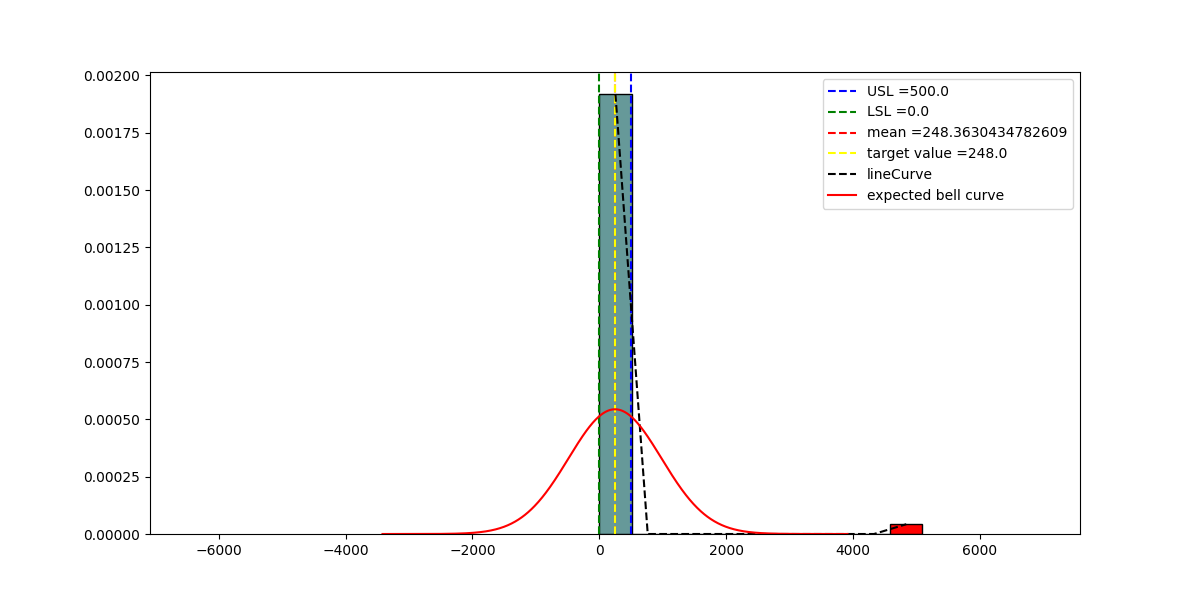 0.00200
0.00175
0.00150
0.00125
0.00100
0.00075
0.00050
0.00025
0.00000
−6000 −4000 −2000 0 2000 4000 6000
USL =500.0
LSL =0.0
mean =248.3630434782609
target value =248.0
lineCurve
expected bell curve